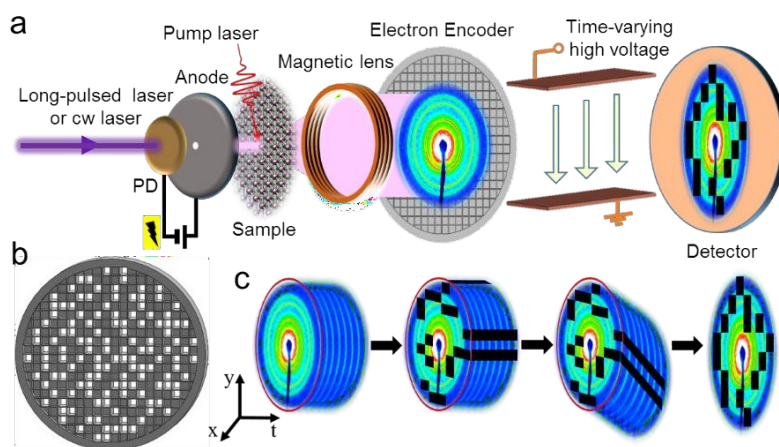 a
Pump laser
Electron Encoder
Time-varying
high voltage
Anode
Magnetic lens
Long-pulsed laser
or cw laser
PD
Sample
Detector
b
c
y
x
t